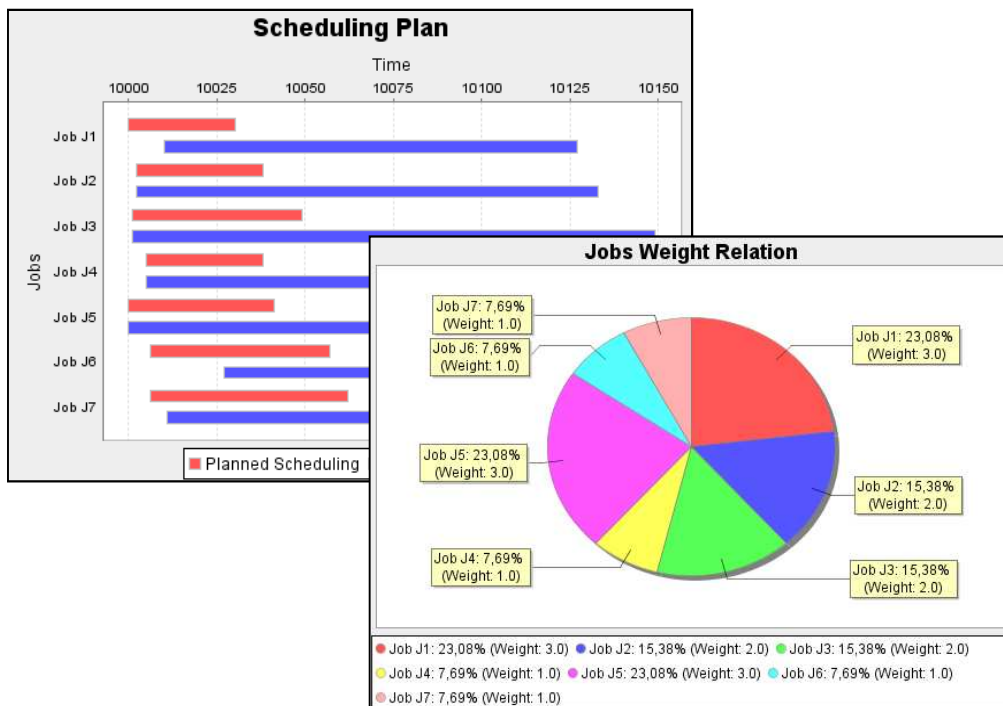 Scheduling Plan
Time
10000 10025 10050 10075 10100 10125 10150
Jobs
Job J1
Job J2
Job J3
Job J4
Job J5
Job J6
Job J7
Planned Scheduling
Jobs Weight Relation
Job J7: 7,69%
(Weight: 1.0)
Job J6: 7,69%
(Weight: 1.0)
Job J5: 23,08%
(Weight: 3.0)
Job J4: 7,69%
(Weight: 1.0)
Job J1: 23,08%
(Weight: 3.0)
Job J2: 15,38%
(Weight: 2.0)
Job J3: 15,38%
(Weight: 2.0)
Job J1: 23,08% (Weight: 3.0) Job J2: 15,38% (Weight: 2.0) Job J3: 15,38% (Weight: 2.0)
Job J4: 7,69% (Weight: 1.0) Job J5: 23,08% (Weight: 3.0) Job J6: 7,69% (Weight: 1.0)
Job J7: 7,69% (Weight: 1.0)